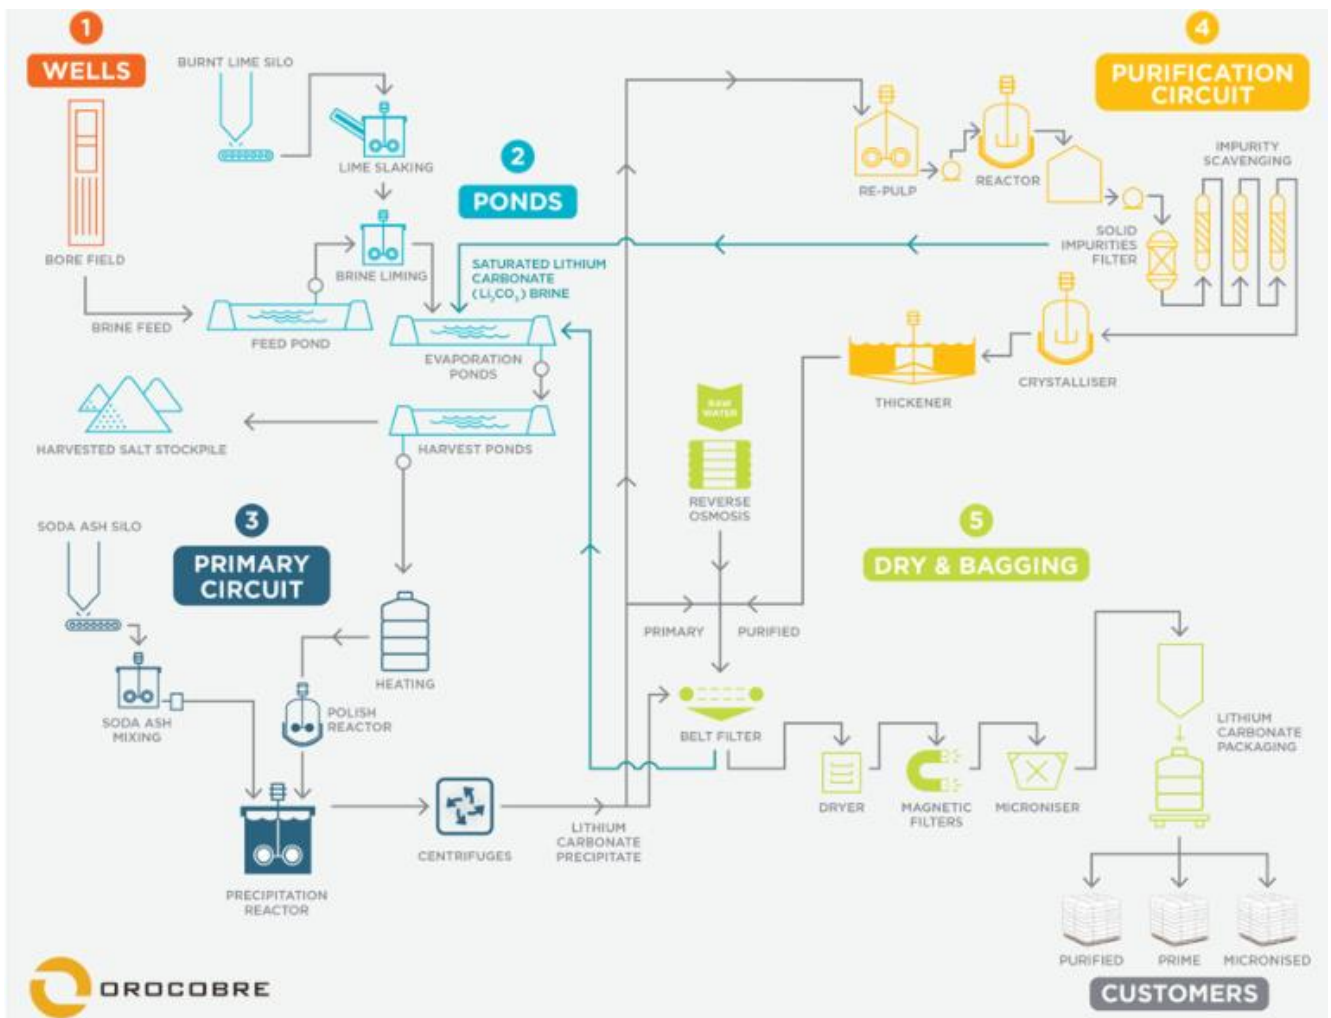 1
WELLS
BORE FIELD
BRINE FEED
BURNT LIME SILO
LIME SLAKING
BRINE LIMING
FEED POND
2
PONDS
SATURATED LITHIUM
CARBONATE
(Li₂CO₃) BRINE
EVAPORATION
PONDS
HARVEST PONDS
HARVESTED SALT STOCKPILE
3
PRIMARY
CIRCUIT
SODA ASH SILO
SODA ASH
MIXING
HEATING
POLISH
REACTOR
PRECIPITATION
REACTOR
CENTRIFUGES
LITHIUM
CARBONATE
PRECIPITATE
4
PURIFICATION
CIRCUIT
RE-PULP
REACTOR
SOLID
IMPURITIES
FILTER
IMPURITY
SCAVENGING
CRYSTALLISER
THICKENER
RAW
WATER
REVERSE
OSMOSIS
PRIMARY
PURIFIED
5
DRY & BAGGING
BELT FILTER
DRYER
MAGNETIC
FILTERS
MICRONISER
LITHIUM
CARBONATE
PACKAGING
PURIFIED
PRIME
MICRONISED
CUSTOMERS
OROCOBRE